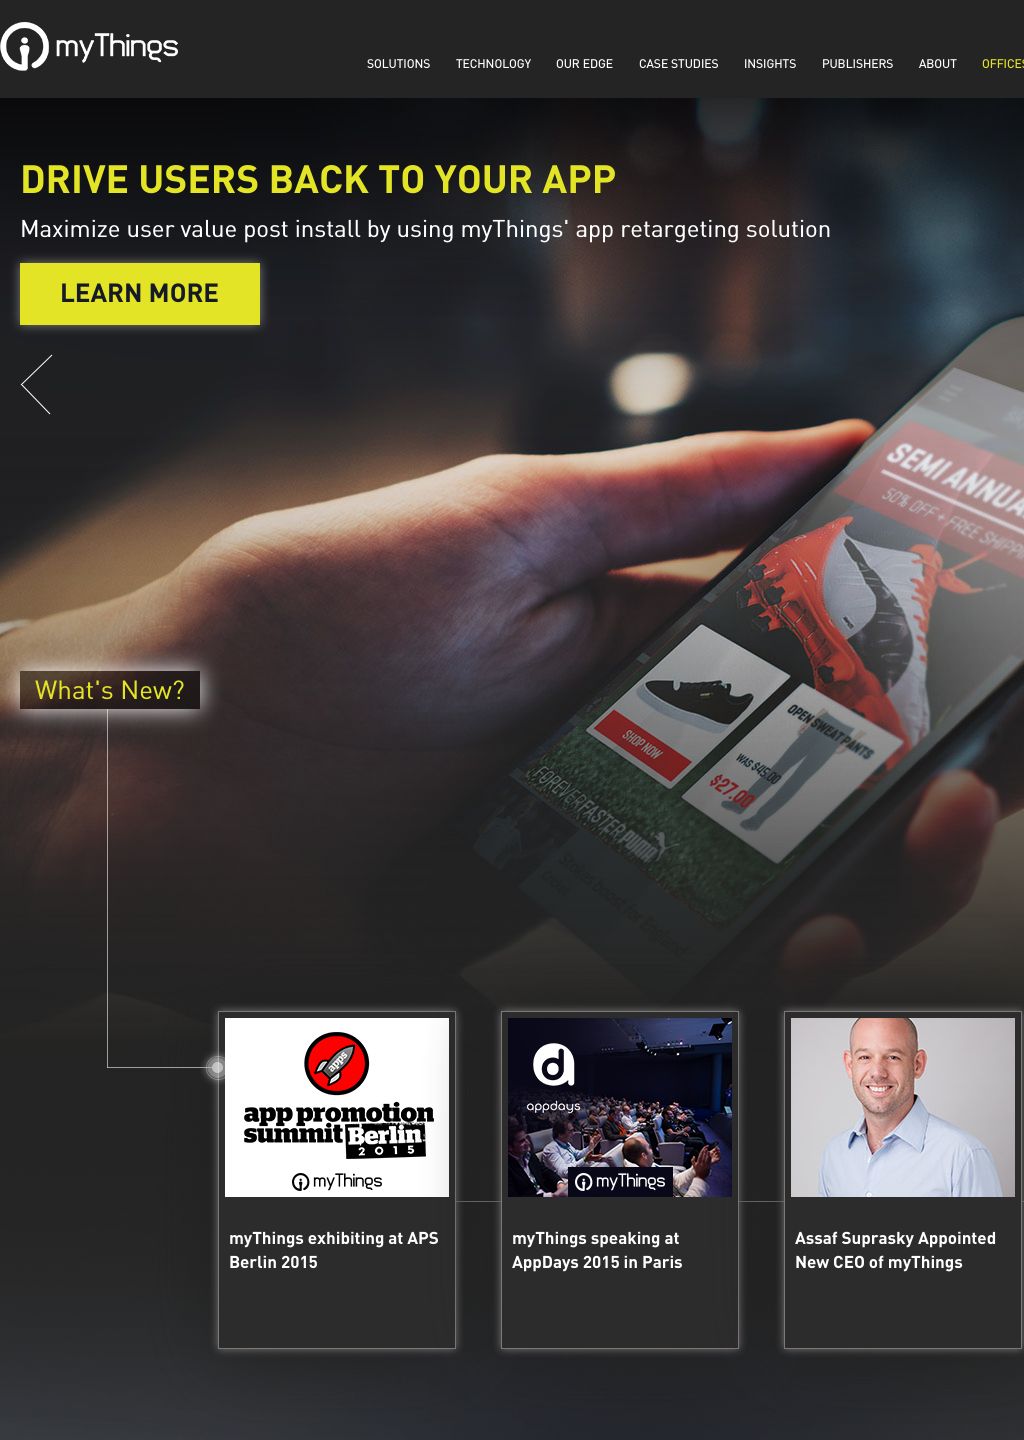 myThings
SOLUTIONS
TECHNOLOGY
OUR EDGE
CASE STUDIES
INSIGHTS
PUBLISHERS
ABOUT
OFFICES
DRIVE USERS BACK TO YOUR APP
Maximize user value post install by using myThings' app retargeting solution
LEARN MORE
SEMI ANNUA
50% OFF + FREE SHIPP
SHOP NOW
OPEN SWEAT PANTS
WAS $45.00
$27.00
FOREVER FASTER PUMA
What's New?
apps
app promotion
summit Berlin
2015
myThings
d
appdays
myThings
myThings exhibiting at APS
Berlin 2015
myThings speaking at
AppDays 2015 in Paris
Assaf Suprasky Appointed
New CEO of myThings